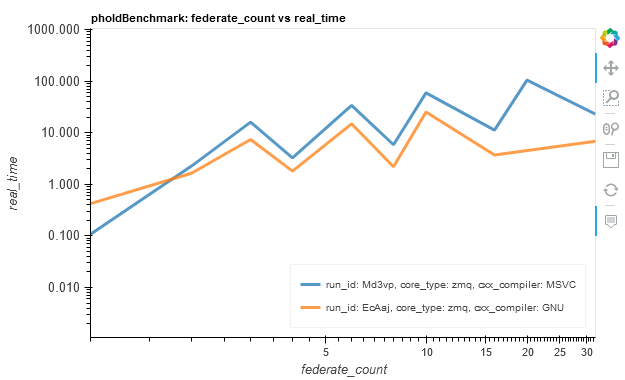 pholdBenchmark: federate_count vs real_time
1000.000
100.000
10.000
1.000
0.100
0.010
real_time
run_id: Md3vp, core_type: zmq, cxx_compiler: MSVC
run_id: EcAaj, core_type: zmq, cxx_compiler: GNU
5 10 15 20 25 30
federate_count